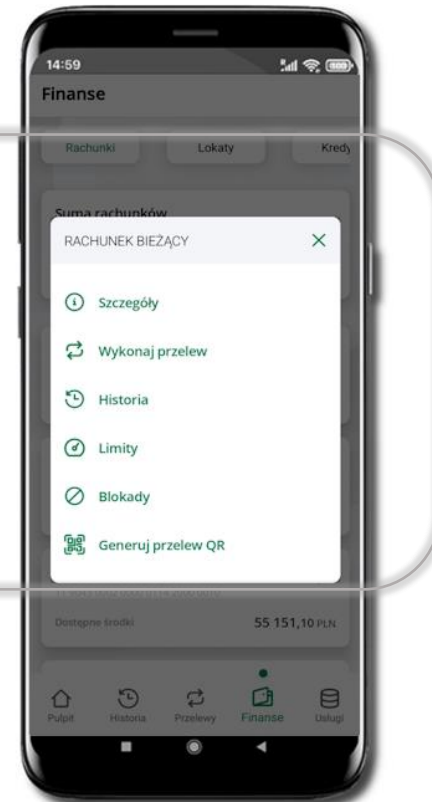 14:59
Finanse
Rachunki Lokaty Kredy
Suma rachunków
RACHUNEK BIEŻĄCY
Szczegóły
Wykonaj przelew
Historia
Limity
Blokady
Generuj przelew QR
Dostępne środki 55 151,10 PLN
Pulpit Historia Przelewy Finanse Usługi